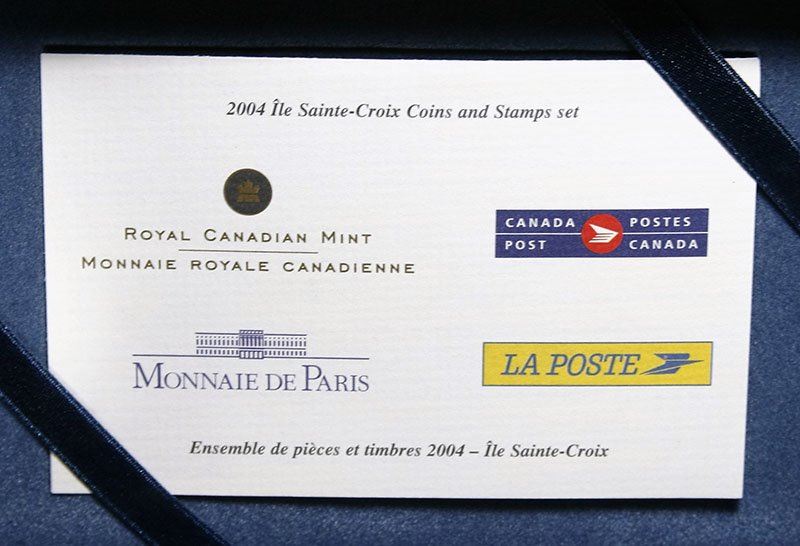 2004 Île Sainte-Croix Coins and Stamps set
ROYAL CANADIAN MINT
MONNAIE ROYALE CANADIENNE
CANADA POSTES
POST CANADA
MONNAIE DE PARIS
LA POSTE
Ensemble de pièces et timbres 2004 – Île Sainte-Croix